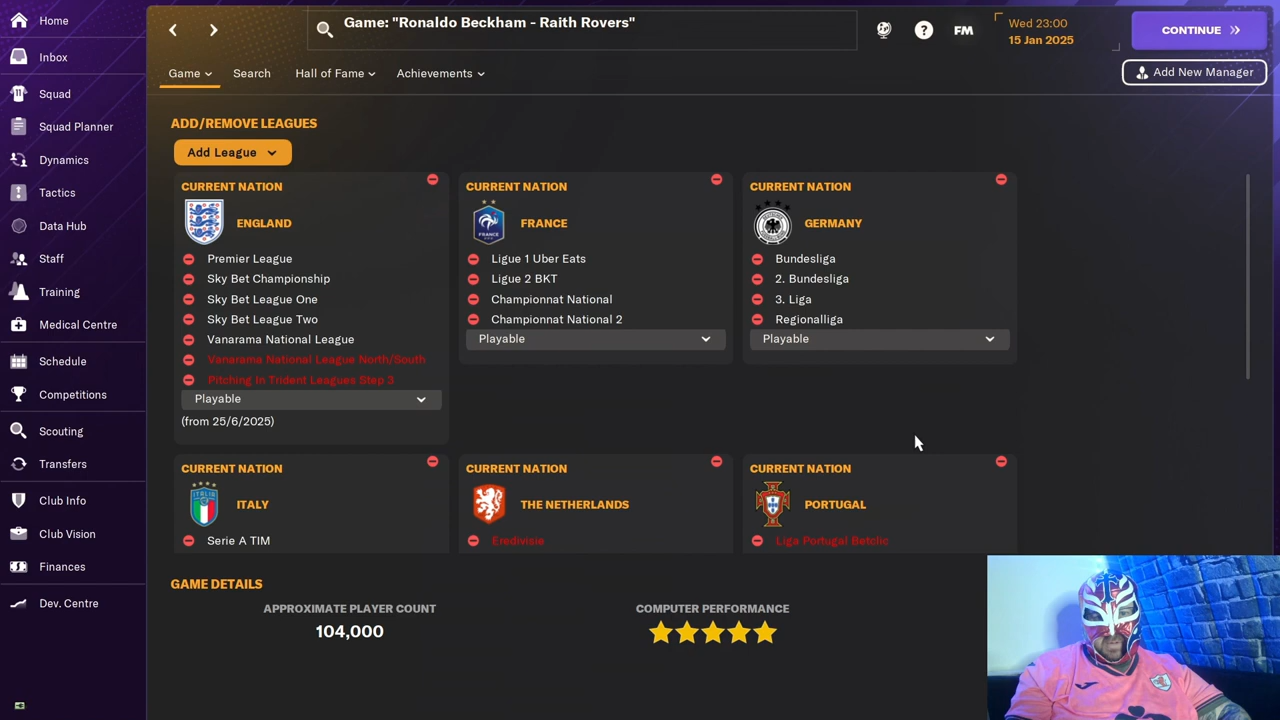 Home
Inbox
Squad
Squad Planner
Dynamics
Tactics
Data Hub
Staff
Training
Medical Centre
Schedule
Competitions
Scouting
Transfers
Club Info
Club Vision
Finances
Dev. Centre
Game: "Ronaldo Beckham - Raith Rovers"
?
FM
Wed 23:00
15 Jan 2025
CONTINUE
Game
Search
Hall of Fame
Achievements
Add New Manager
ADD/REMOVE LEAGUES
Add League
CURRENT NATION
ENGLAND
Premier League
Sky Bet Championship
Sky Bet League One
Sky Bet League Two
Vanarama National League
Vanarama National League North/South
Pitching In Trident Leagues Step 3
Playable
(from 25/6/2025)
CURRENT NATION
FRANCE
FRANCE
Ligue 1 Uber Eats
Ligue 2 BKT
Championnat National
Championnat National 2
Playable
CURRENT NATION
GERMANY
Bundesliga
2. Bundesliga
3. Liga
Regionalliga
Playable
CURRENT NATION
ITALIA
ITALY
Serie A TIM
CURRENT NATION
THE NETHERLANDS
Eredivisie
CURRENT NATION
PORTUGAL
Liga Portugal Betclic
GAME DETAILS
APPROXIMATE PLAYER COUNT
104,000
COMPUTER PERFORMANCE